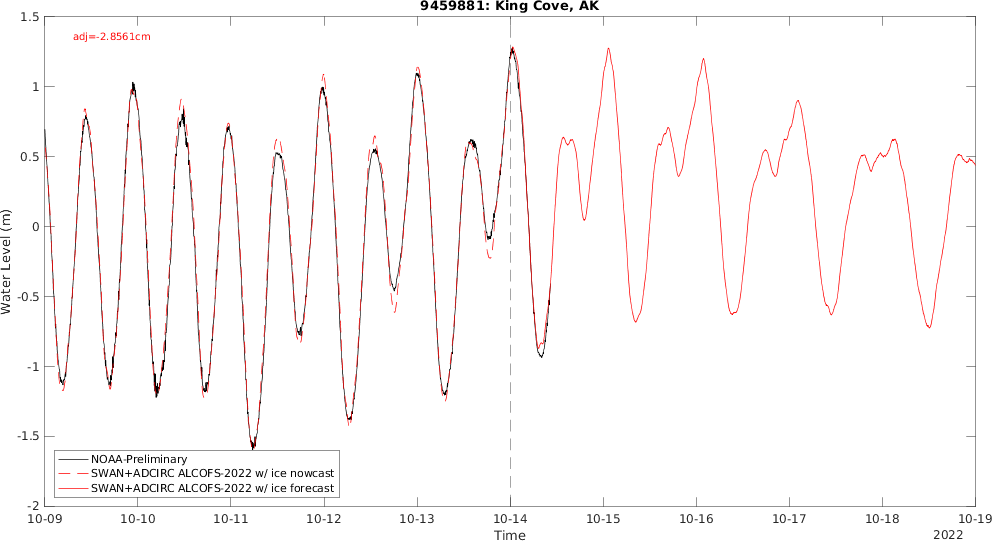 9459881: King Cove, AK
adj=-2.8561cm
Water Level (m)
1.5
1
0.5
0
-0.5
-1
-1.5
-2
NOAA-Preliminary
SWAN+ADCIRC ALCOFS-2022 w/ ice nowcast
SWAN+ADCIRC ALCOFS-2022 w/ ice forecast
10-09 10-10 10-11 10-12 10-13 10-14 10-15 10-16 10-17 10-18 10-19
Time
2022